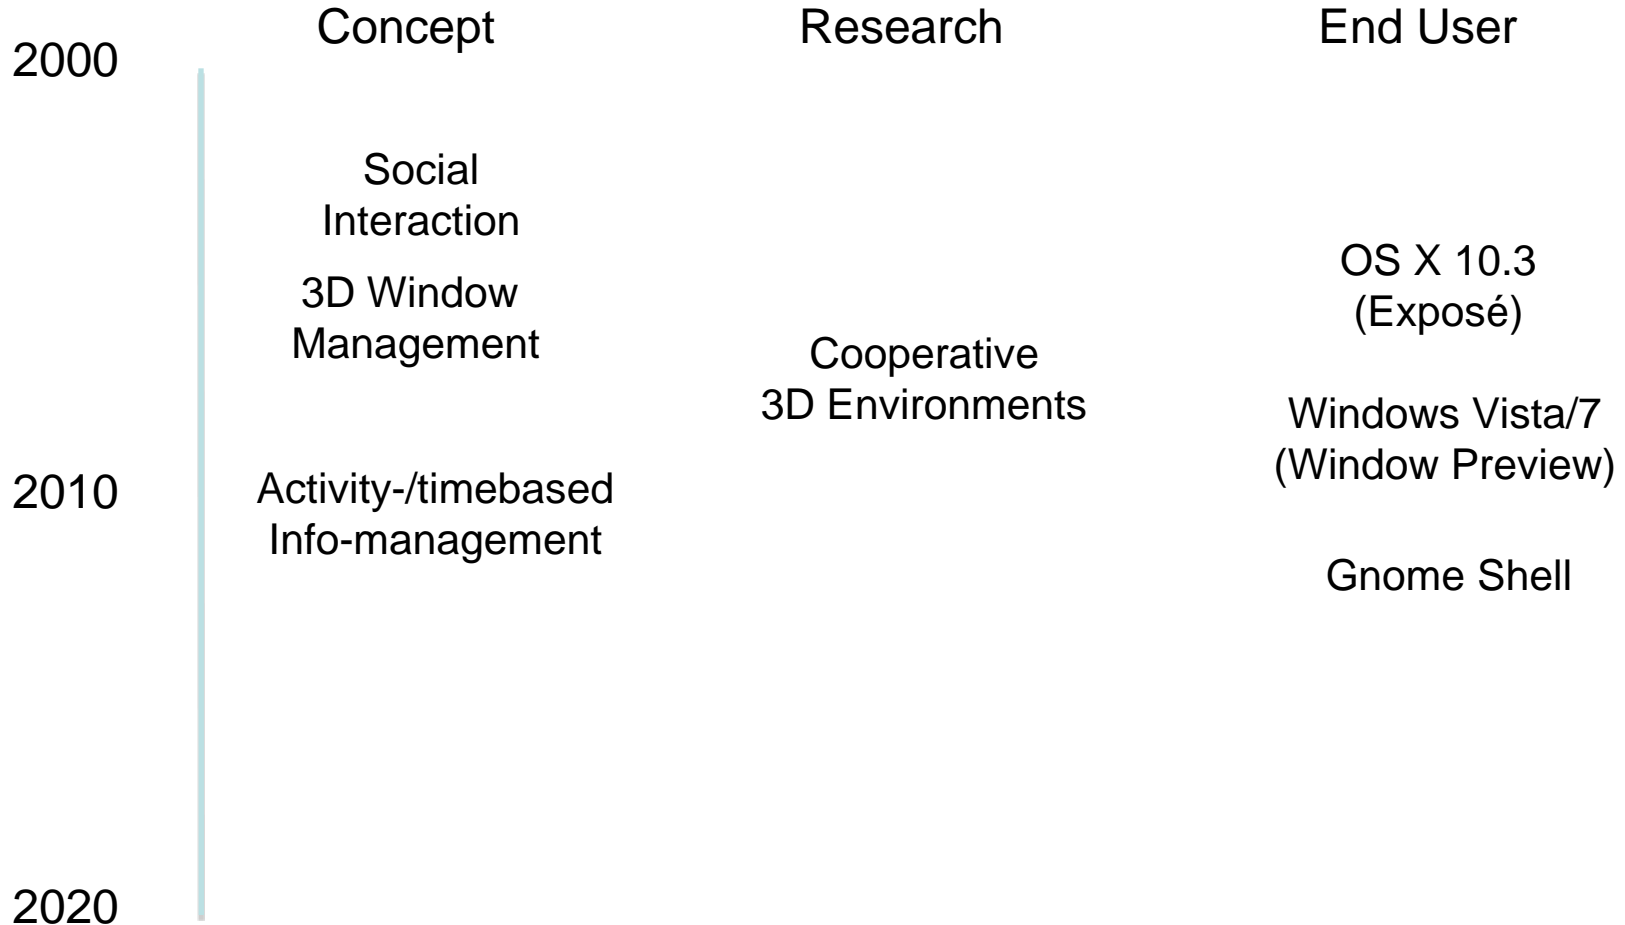 Concept
Research
End User
2000
Social
Interaction
3D Window
Management
Cooperative
3D Environments
OS X 10.3
(Exposé)
Windows Vista/7
(Window Preview)
2010
Activity-/timebased
Info-management
Gnome Shell
2020